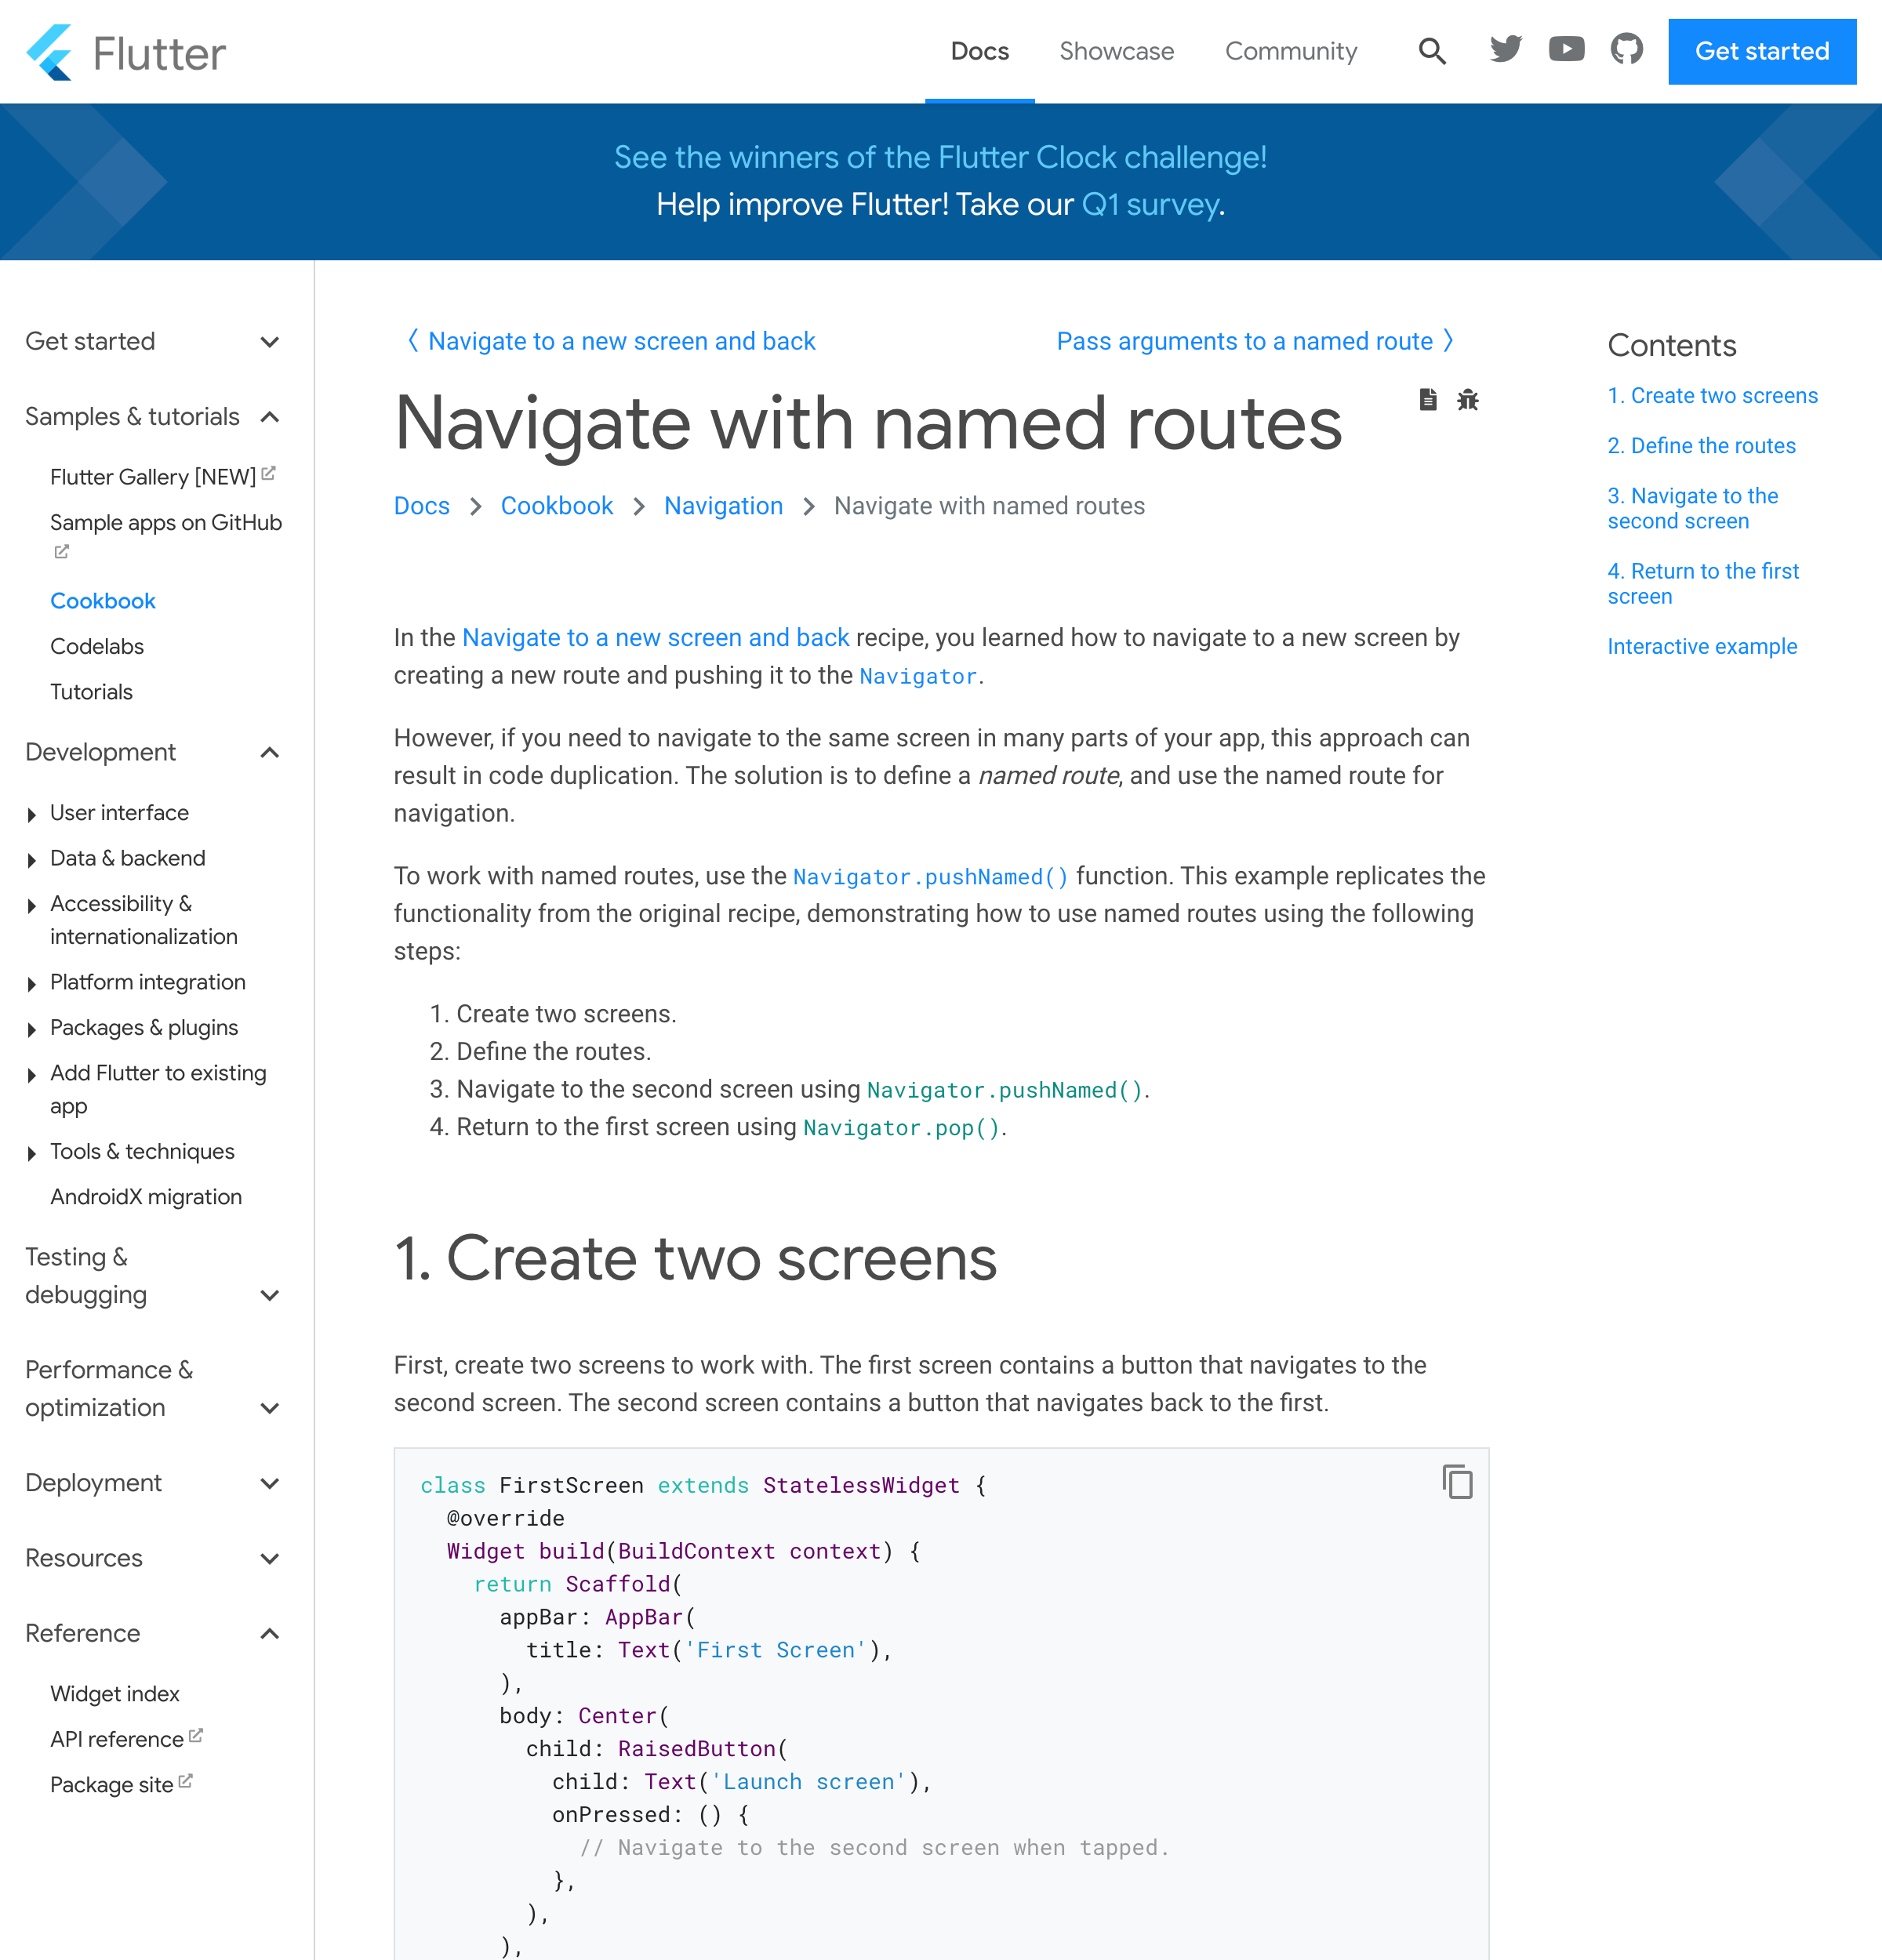 Flutter
Docs
Showcase
Community
Get started
See the winners of the Flutter Clock challenge!
Help improve Flutter! Take our Q1 survey.
Get started
Samples & tutorials
Flutter Gallery [NEW]
Sample apps on GitHub
Cookbook
Codelabs
Tutorials
Development
User interface
Data & backend
Accessibility &
internationalization
Platform integration
Packages & plugins
Add Flutter to existing
app
Tools & techniques
AndroidX migration
Testing &
debugging
Performance &
optimization
Deployment
Resources
Reference
Widget index
API reference
Package site
〈 Navigate to a new screen and back
Pass arguments to a named route 〉
Navigate with named routes
Docs > Cookbook > Navigation > Navigate with named routes
In the Navigate to a new screen and back recipe, you learned how to navigate to a new screen by
creating a new route and pushing it to the Navigator.
However, if you need to navigate to the same screen in many parts of your app, this approach can
result in code duplication. The solution is to define a named route, and use the named route for
navigation.
To work with named routes, use the Navigator.pushNamed() function. This example replicates the
functionality from the original recipe, demonstrating how to use named routes using the following
steps:
1. Create two screens.
2. Define the routes.
3. Navigate to the second screen using Navigator.pushNamed().
4. Return to the first screen using Navigator.pop().
1. Create two screens
First, create two screens to work with. The first screen contains a button that navigates to the
second screen. The second screen contains a button that navigates back to the first.
class FirstScreen extends StatelessWidget {
  @override
  Widget build(BuildContext context) {
    return Scaffold(
      appBar: AppBar(
        title: Text('First Screen'),
      ),
      body: Center(
        child: RaisedButton(
          child: Text('Launch screen'),
          onPressed: () {
            // Navigate to the second screen when tapped.
          },
        ),
      ),
Contents
1. Create two screens
2. Define the routes
3. Navigate to the
second screen
4. Return to the first
screen
Interactive example